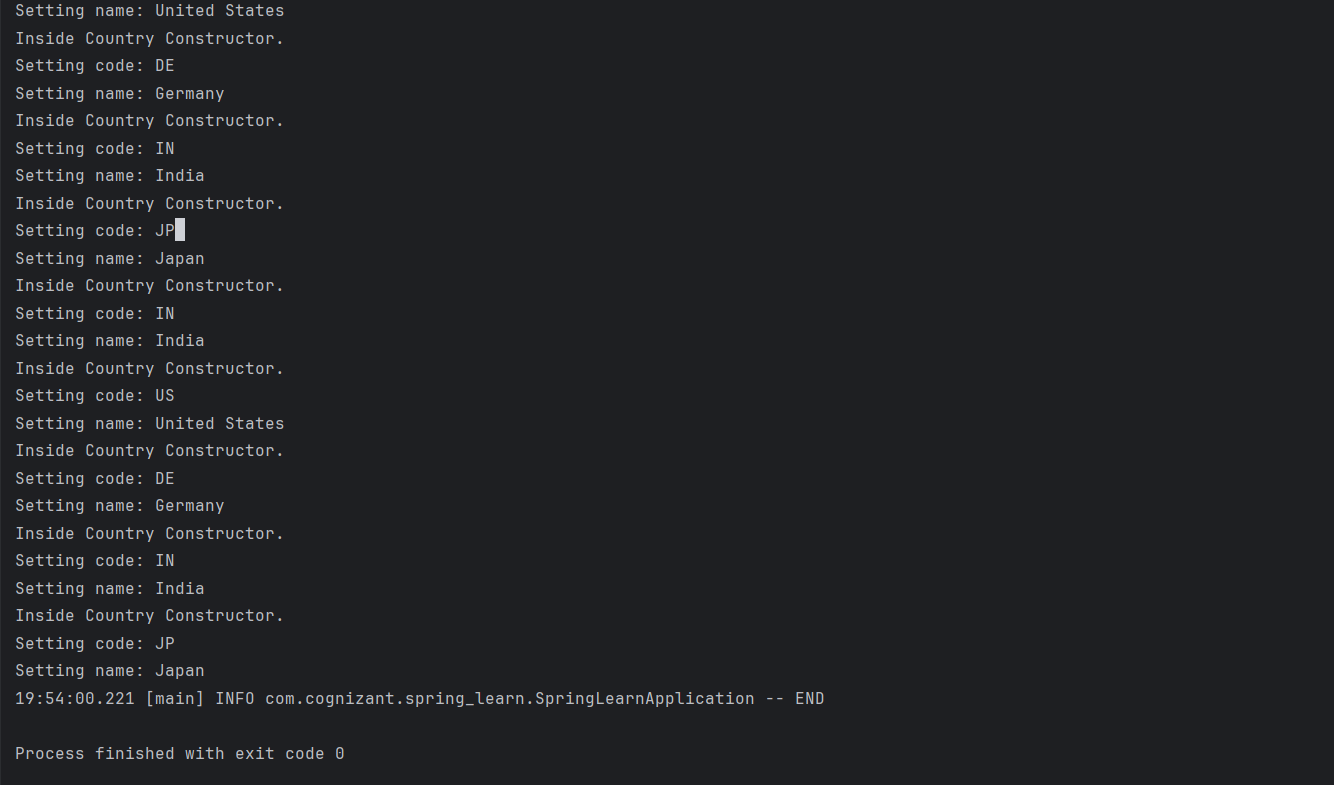 Setting name: United States
Inside Country Constructor.
Setting code: DE
Setting name: Germany
Inside Country Constructor.
Setting code: IN
Setting name: India
Inside Country Constructor.
Setting code: JP
Setting name: Japan
Inside Country Constructor.
Setting code: IN
Setting name: India
Inside Country Constructor.
Setting code: US
Setting name: United States
Inside Country Constructor.
Setting code: DE
Setting name: Germany
Inside Country Constructor.
Setting code: IN
Setting name: India
Inside Country Constructor.
Setting code: JP
Setting name: Japan
19:54:00.221 [main] INFO com.cognizant.spring_learn.SpringLearnApplication -- END
Process finished with exit code 0